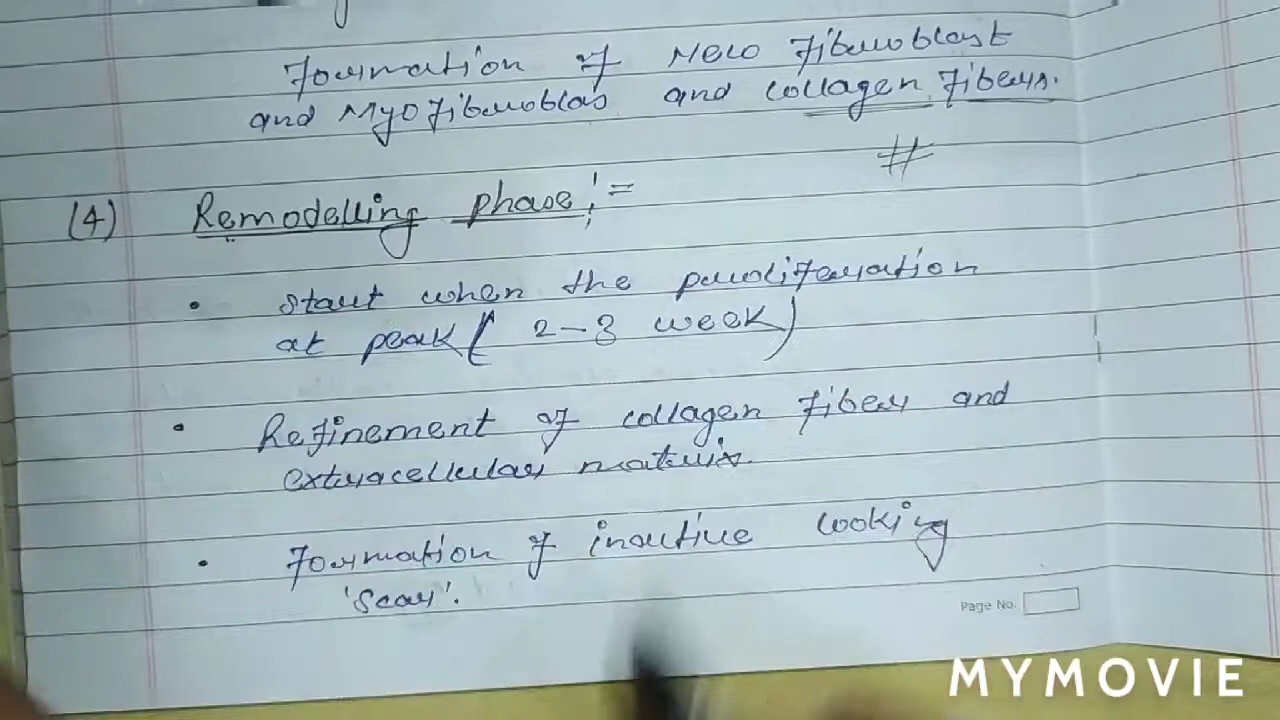 Formation of New Fibroblast
and Myofibroblas and collagen Fibers.
#
(4) Remodelling phase! =
• start when the proliferation
at peak ( 2-3 week)
• Refinement of collagen fiber and
extracellular matrix.
• Formation of inactive looking
'Scar'.
Page No.
MYMOVIE